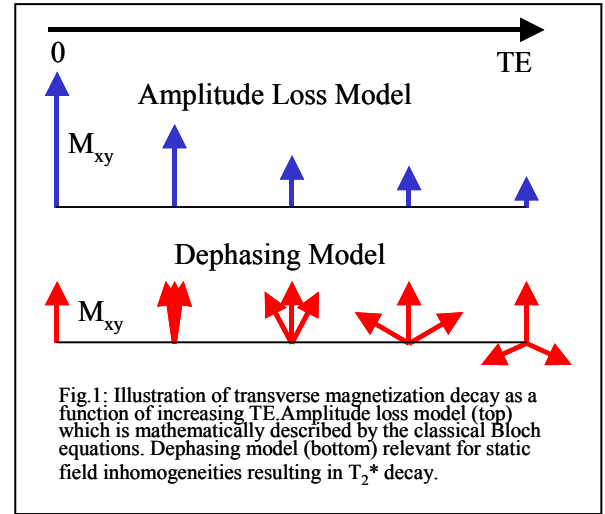 0
TE
Amplitude Loss Model
Mxy
Dephasing Model
Mxy
Fig.1: Illustration of transverse magnetization decay as a
function of increasing TE.Amplitude loss model (top)
which is mathematically described by the classical Bloch
equations. Dephasing model (bottom) relevant for static
field inhomogeneities resulting in T2* decay.